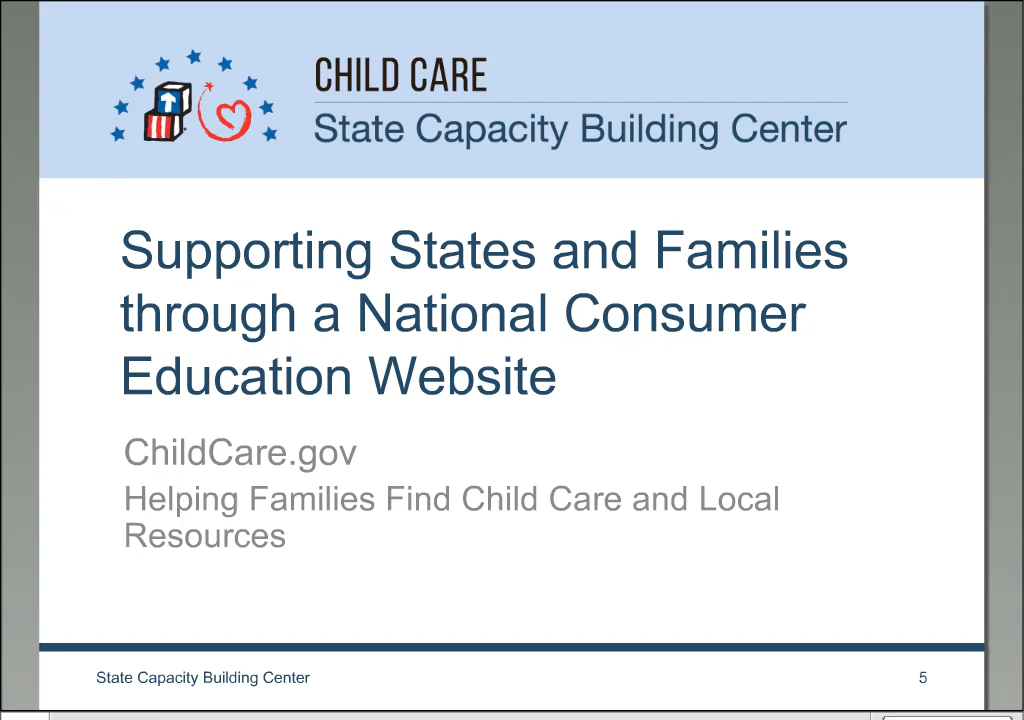 CHILD CARE
State Capacity Building Center
Supporting States and Families
through a National Consumer
Education Website
ChildCare.gov
Helping Families Find Child Care and Local
Resources
State Capacity Building Center
5